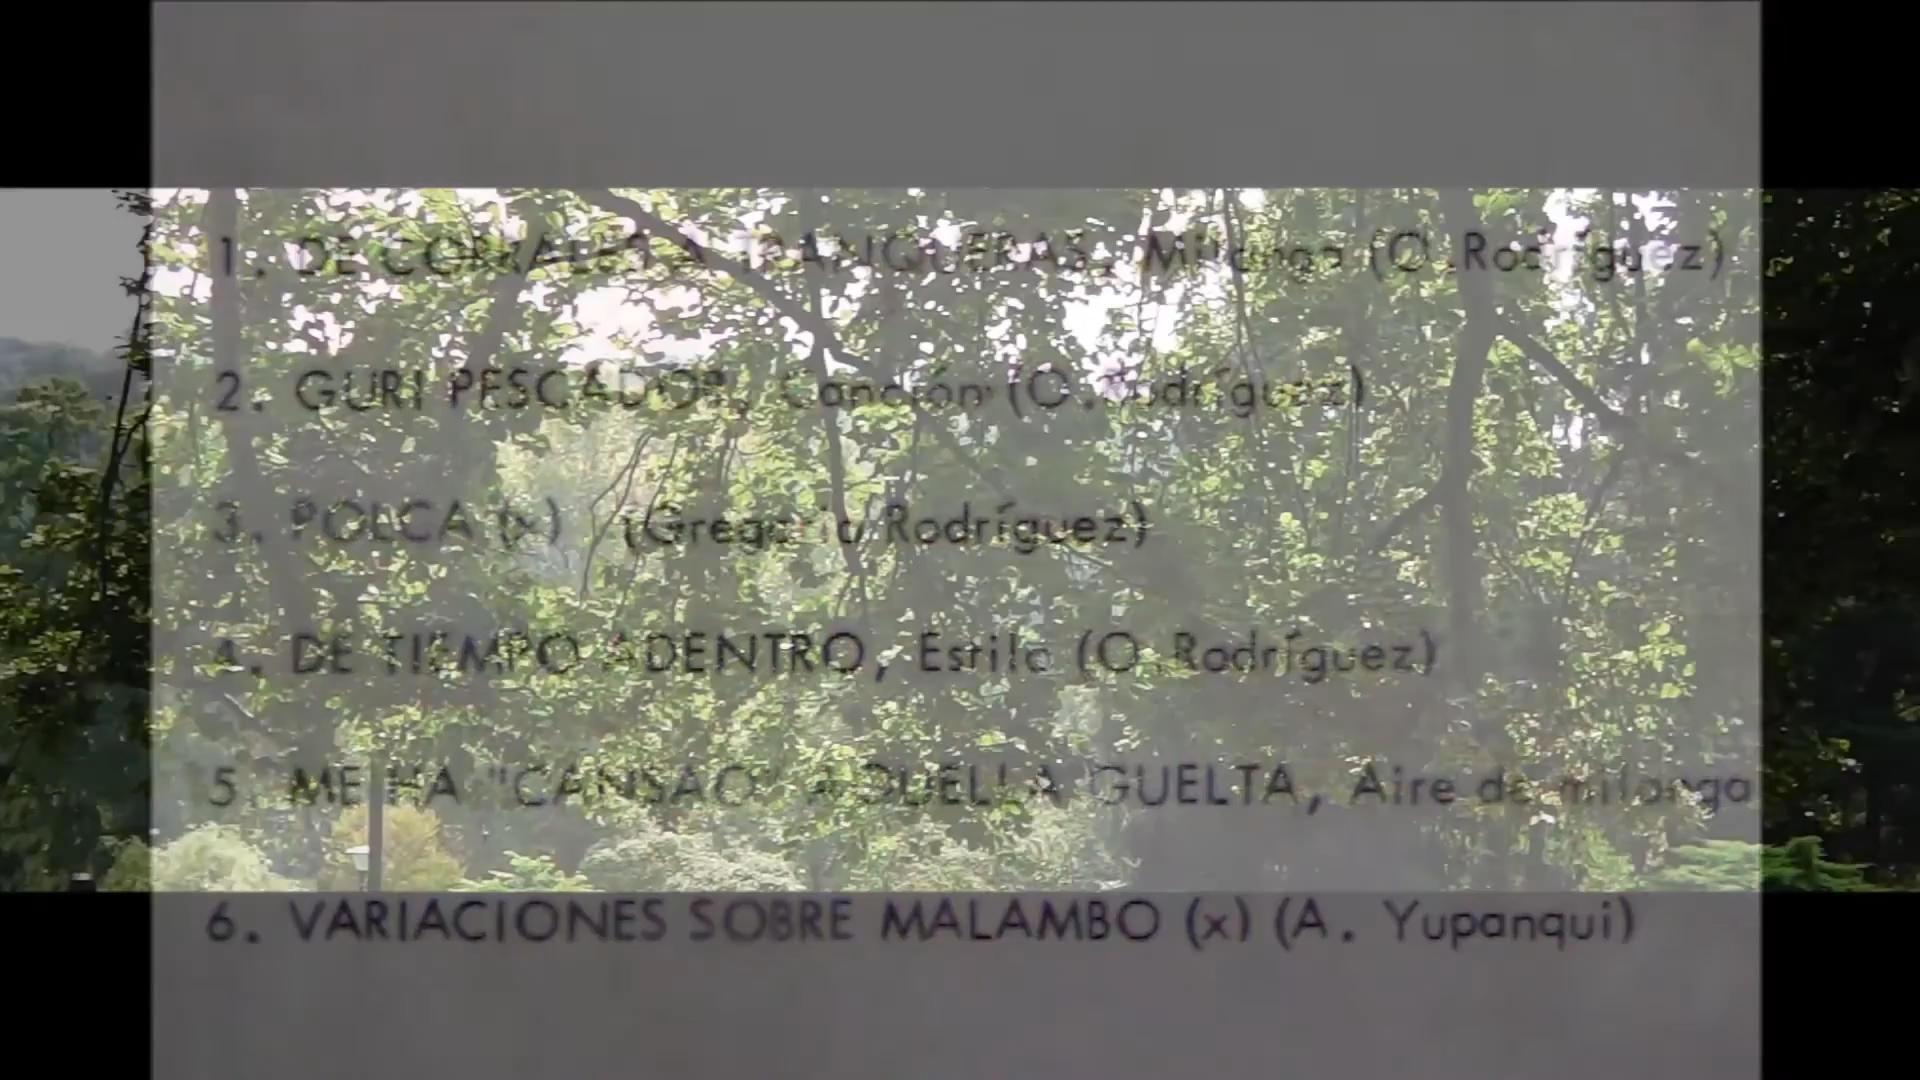 1. DE CORRALES A TRANQUERAS, Milonga (O.Rodríguez)
2. GURI PESCADOR, Canción (O.Rodríguez)
3. POLCA (x) (Gregorio Rodríguez)
4. DE TIEMPO ADENTRO, Estilo (O.Rodríguez)
5. ME HA "CANSAO" AQUELLA GUELTA, Aire de milonga
6. VARIACIONES SOBRE MALAMBO (x) (A. Yupanqui)